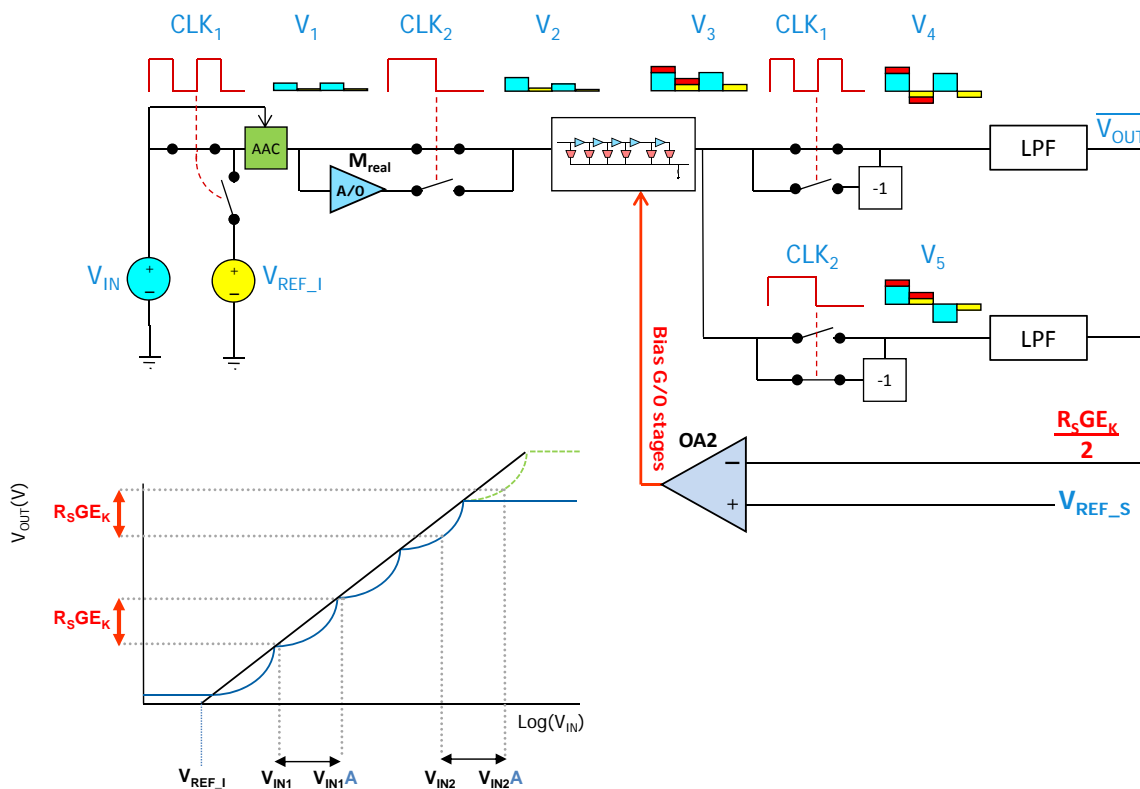 CLK1 V1 CLK2 V2 V3 CLK1 V4
AAC
Mreal
A/0
-1
LPF
VOUT
VIN
VREF_I
CLK2 V5
-1
LPF
Bias G/0 stages
OA2
RSGEK
2
VREF_S
VOUT(V)
RSGEK
RSGEK
Log(VIN)
VREF_I VIN1 VIN1A VIN2 VIN2A